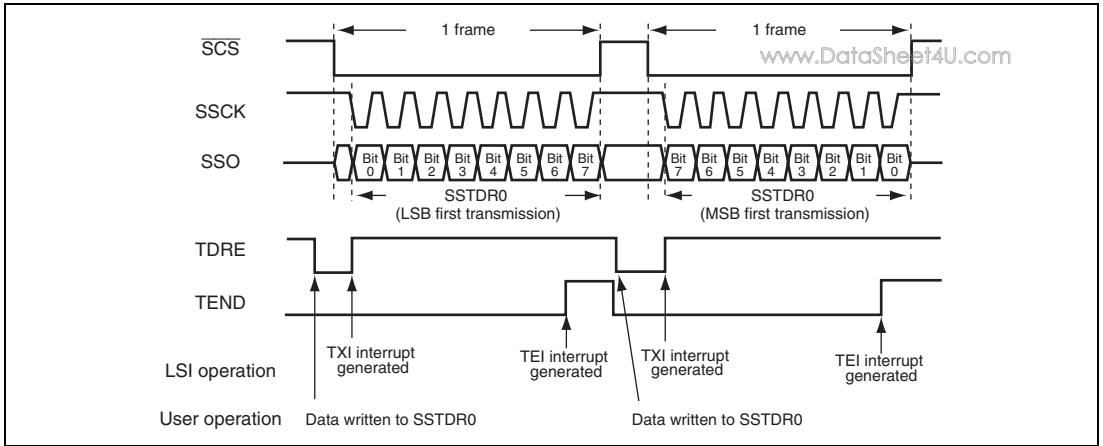 1 frame
1 frame
SCS
www.DataSheet4U.com
SSCK
SSO
Bit 0
Bit 1
Bit 2
Bit 3
Bit 4
Bit 5
Bit 6
Bit 7
Bit 7
Bit 6
Bit 5
Bit 4
Bit 3
Bit 2
Bit 1
Bit 0
SSTDR0
(LSB first transmission)
SSTDR0
(MSB first transmission)
TDRE
TEND
LSI operation
TXI interrupt
generated
TEI interrupt
generated
TXI interrupt
generated
TEI interrupt
generated
User operation
Data written to SSTDR0
Data written to SSTDR0